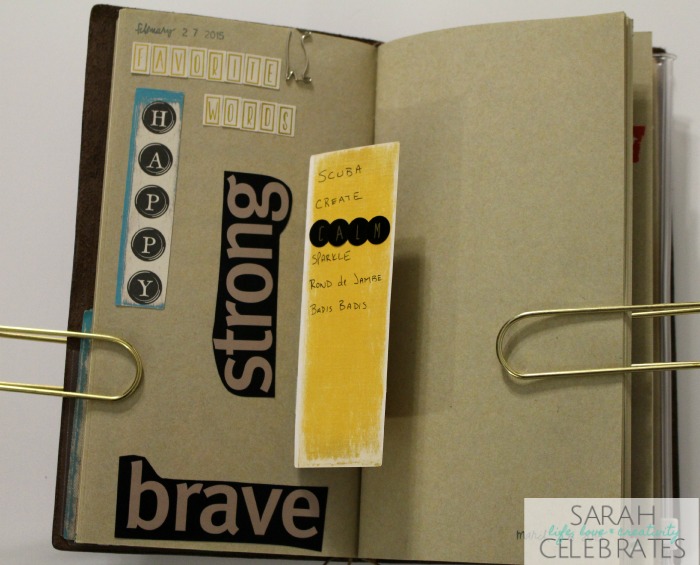 February 27 2015
FAVORITE
WORDS
HAPPY
strong
SCUBA
CREATE
CALM
SPARKLE
ROND de JAMBE
BADIS BADIS
brave
SARAH
life, love & creativity
CELEBRATES